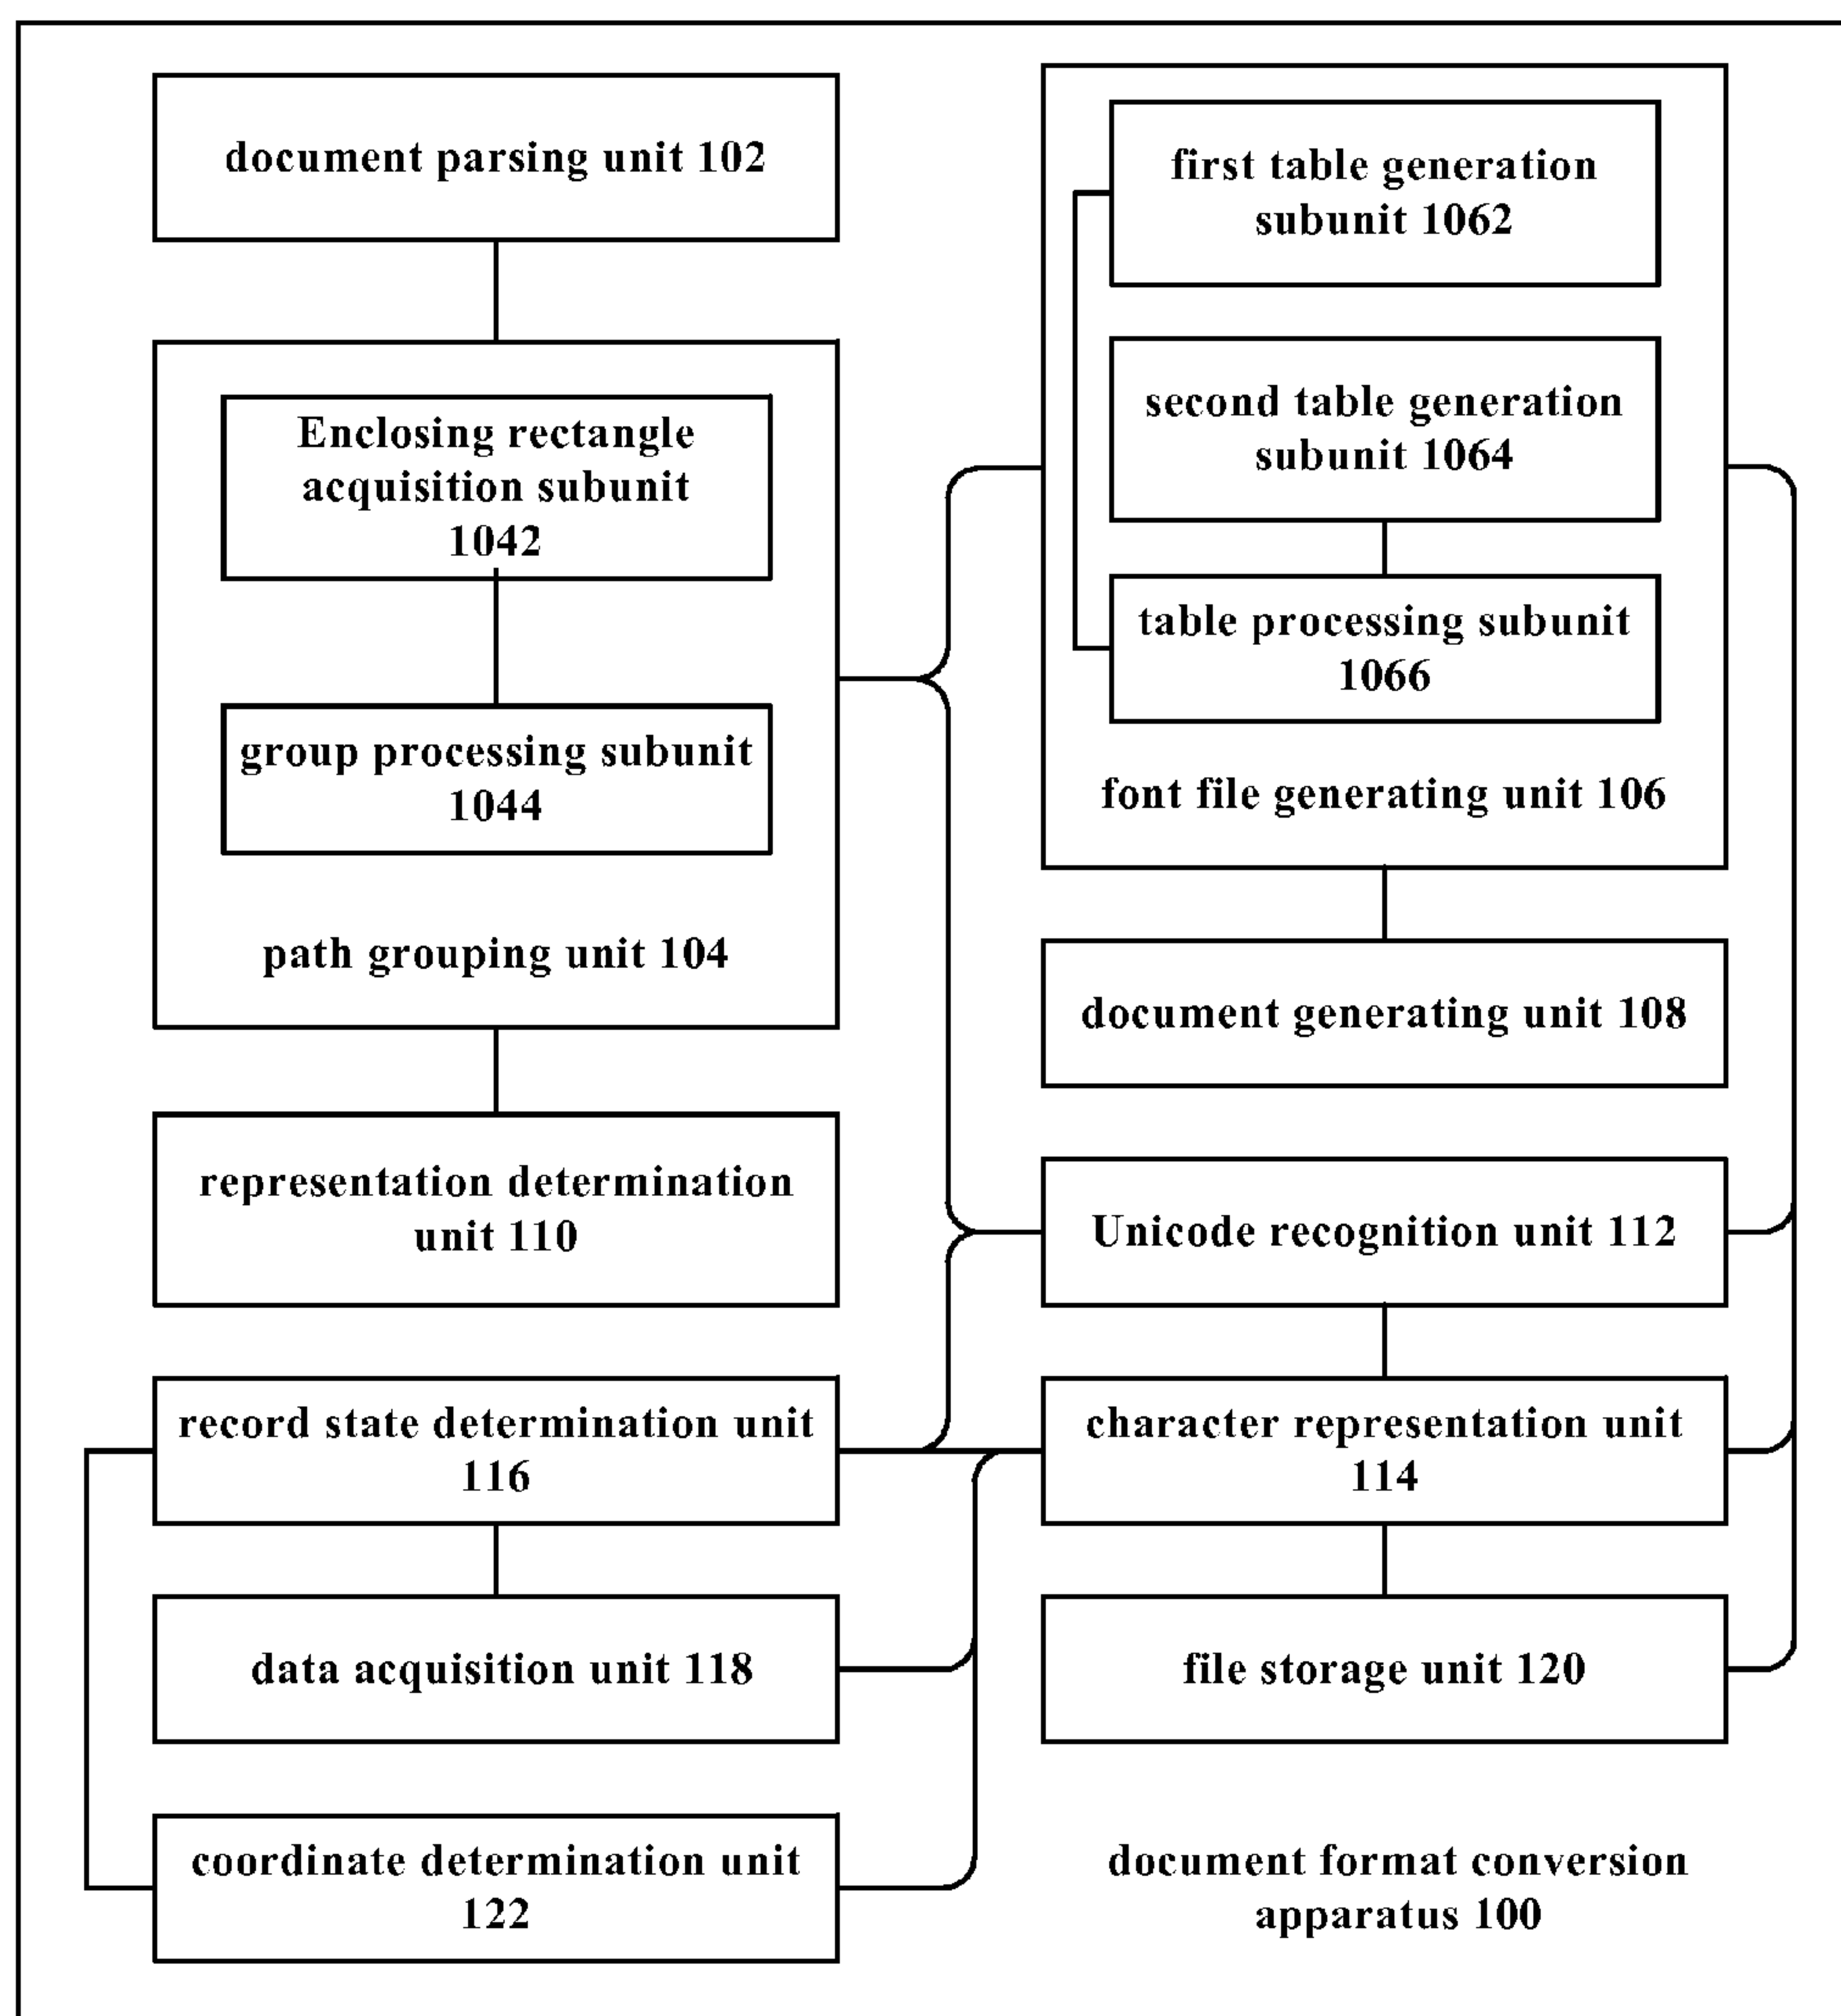 document parsing unit 102
Enclosing rectangle
acquisition subunit
1042
group processing subunit
1044
path grouping unit 104
representation determination
unit 110
record state determination unit
116
data acquisition unit 118
coordinate determination unit
122
first table generation
subunit 1062
second table generation
subunit 1064
table processing subunit
1066
font file generating unit 106
document generating unit 108
Unicode recognition unit 112
character representation unit
114
file storage unit 120
document format conversion
apparatus 100